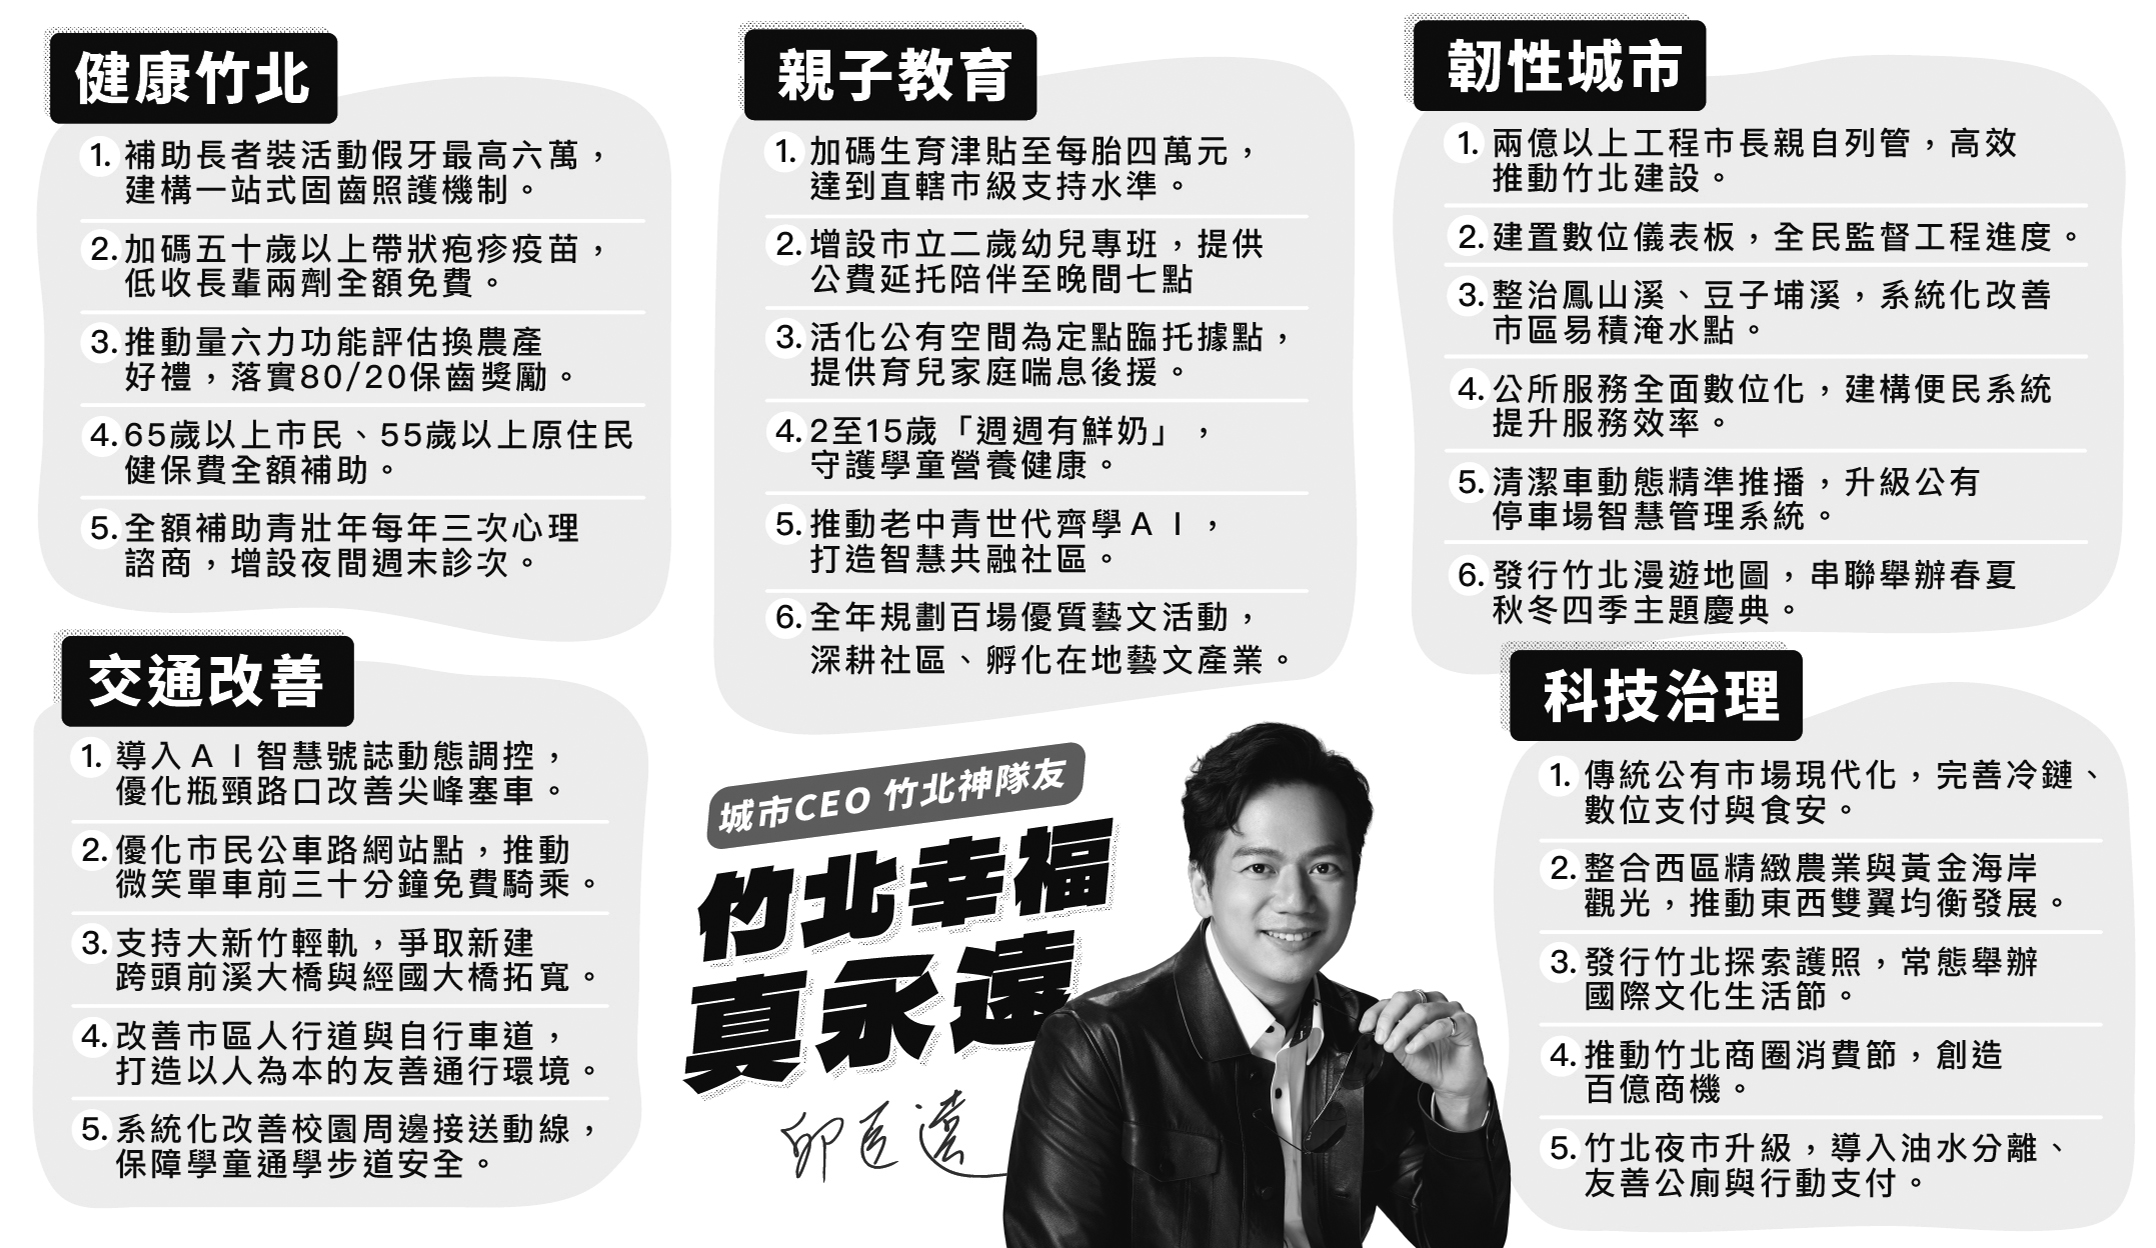 健康竹北
1. 補助長者裝活動假牙最高六萬，
建構一站式固齒照護機制。
2. 加碼五十歲以上帶狀疱疹疫苗，
低收長輩兩劑全額免費。
3. 推動量六力功能評估換農產
好禮，落實80/20保齒獎勵。
4. 65歲以上市民、55歲以上原住民
健保費全額補助。
5. 全額補助青壯年每年三次心理
諮商，增設夜間週末診次。
交通改善
1. 導入ＡＩ智慧號誌動態調控，
優化瓶頸路口改善尖峰塞車。
2. 優化市民公車路網站點，推動
微笑單車前三十分鐘免費騎乘。
3. 支持大新竹輕軌，爭取新建
跨頭前溪大橋與經國大橋拓寬。
4. 改善市區人行道與自行車道，
打造以人為本的友善通行環境。
5. 系統化改善校園周邊接送動線，
保障學童通學步道安全。
親子教育
1. 加碼生育津貼至每胎四萬元，
達到直轄市級支持水準。
2. 增設市立二歲幼兒專班，提供
公費延托陪伴至晚間七點
3. 活化公有空間為定點臨托據點，
提供育兒家庭喘息後援。
4. 2至15歲「週週有鮮奶」，
守護學童營養健康。
5. 推動老中青世代齊學ＡＩ，
打造智慧共融社區。
6. 全年規劃百場優質藝文活動，
深耕社區、孵化在地藝文產業。
城市CEO 竹北神隊友
竹北幸福
真永遠
韌性城市
1. 兩億以上工程市長親自列管，高效
推動竹北建設。
2. 建置數位儀表板，全民監督工程進度。
3. 整治鳳山溪、豆子埔溪，系統化改善
市區易積淹水點。
4. 公所服務全面數位化，建構便民系統
提升服務效率。
5. 清潔車動態精準推播，升級公有
停車場智慧管理系統。
6. 發行竹北漫遊地圖，串聯舉辦春夏
秋冬四季主題慶典。
科技治理
1. 傳統公有市場現代化，完善冷鏈、
數位支付與食安。
2. 整合西區精緻農業與黃金海岸
觀光，推動東西雙翼均衡發展。
3. 發行竹北探索護照，常態舉辦
國際文化生活節。
4. 推動竹北商圈消費節，創造
百億商機。
5. 竹北夜市升級，導入油水分離、
友善公廁與行動支付。